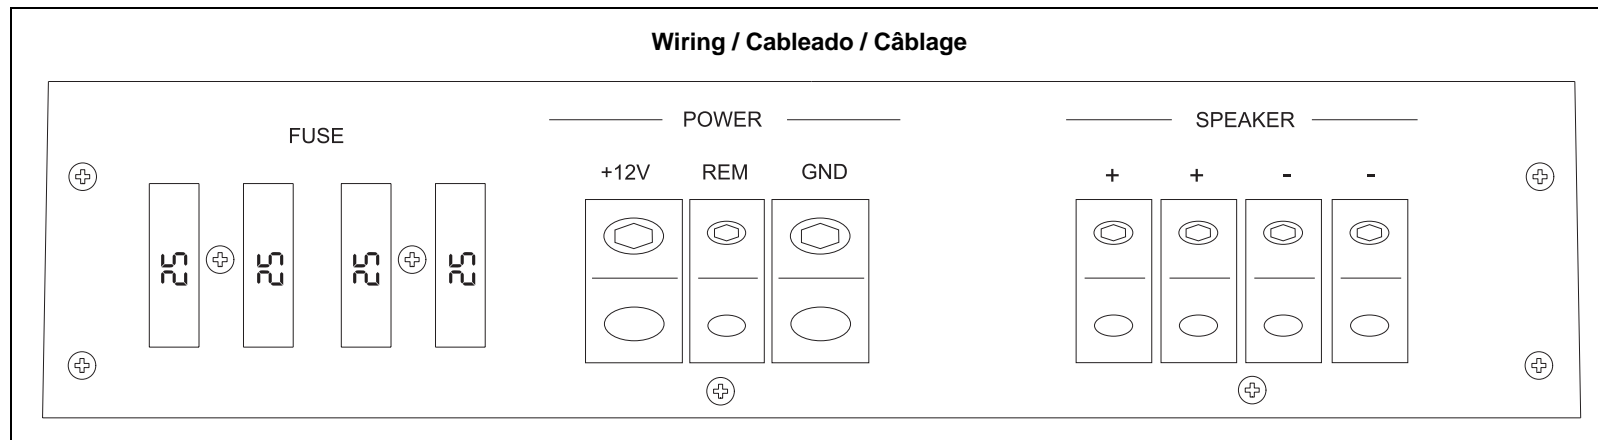 Wiring / Cableado / Câblage
FUSE
POWER
SPEAKER
+12V REM GND
+ + - -
25 25 25 25